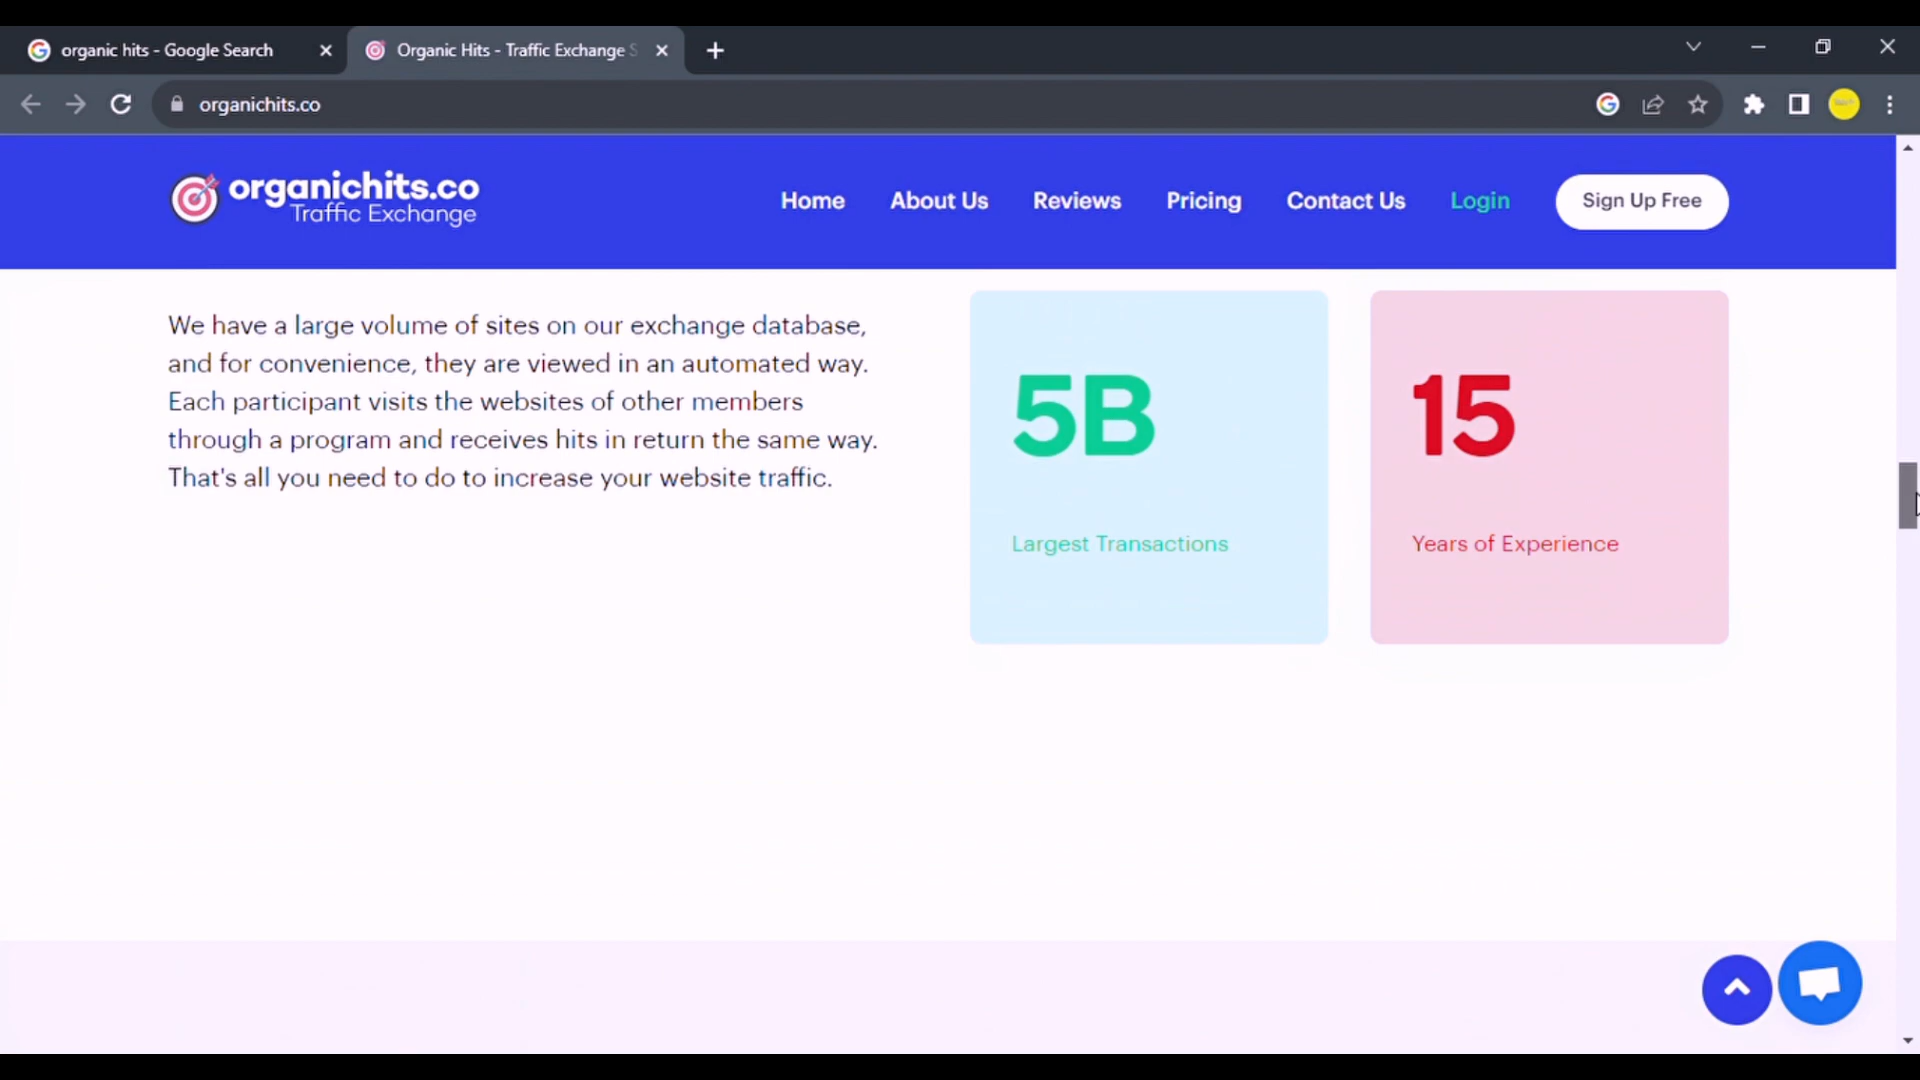 organic hits - Google Search
Organic Hits - Traffic Exchange S
organichits.co
organichits.co
Traffic Exchange
Home
About Us
Reviews
Pricing
Contact Us
Login
Sign Up Free
We have a large volume of sites on our exchange database,
and for convenience, they are viewed in an automated way.
Each participant visits the websites of other members
through a program and receives hits in return the same way.
That's all you need to do to increase your website traffic.
5B
Largest Transactions
15
Years of Experience